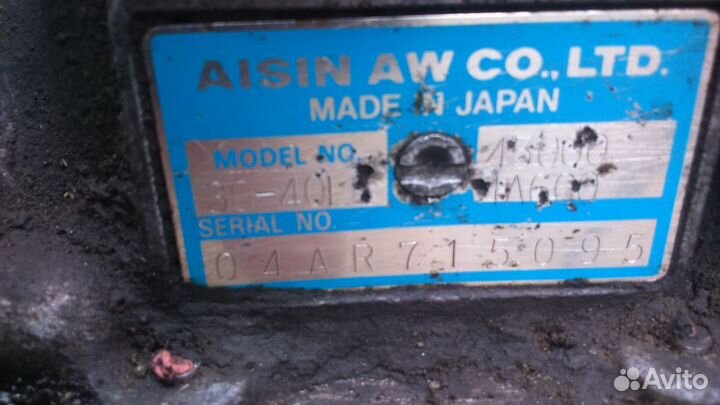 AISIN AW CO., LTD.
MADE IN JAPAN
MODEL NO.
SERIAL NO.
04AR715095
Avito